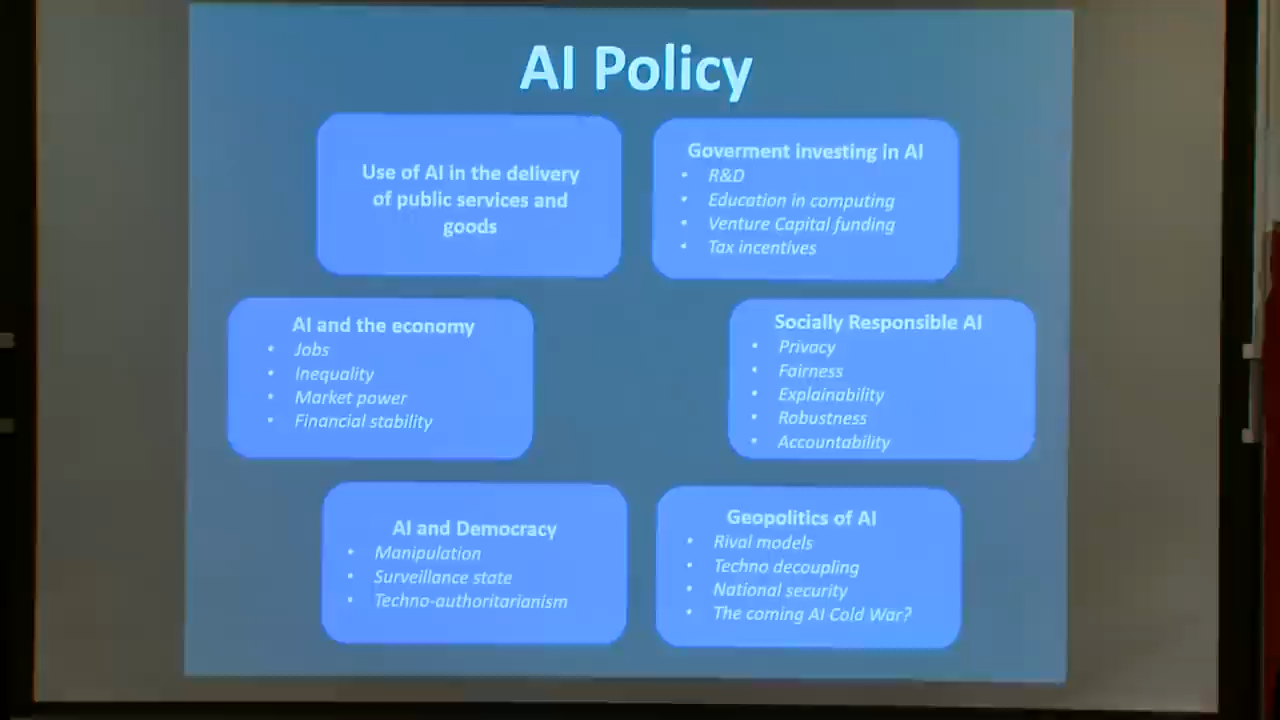 AI Policy
Use of AI in the delivery
of public services and
goods
Goverment investing in AI
• R&D
• Education in computing
• Venture Capital funding
• Tax incentives
AI and the economy
• Jobs
• Inequality
• Market power
• Financial stability
Socially Responsible AI
• Privacy
• Fairness
• Explainability
• Robustness
• Accountability
AI and Democracy
• Manipulation
• Surveillance state
• Techno-authoritarianism
Geopolitics of AI
• Rival models
• Techno decoupling
• National security
• The coming AI Cold War?